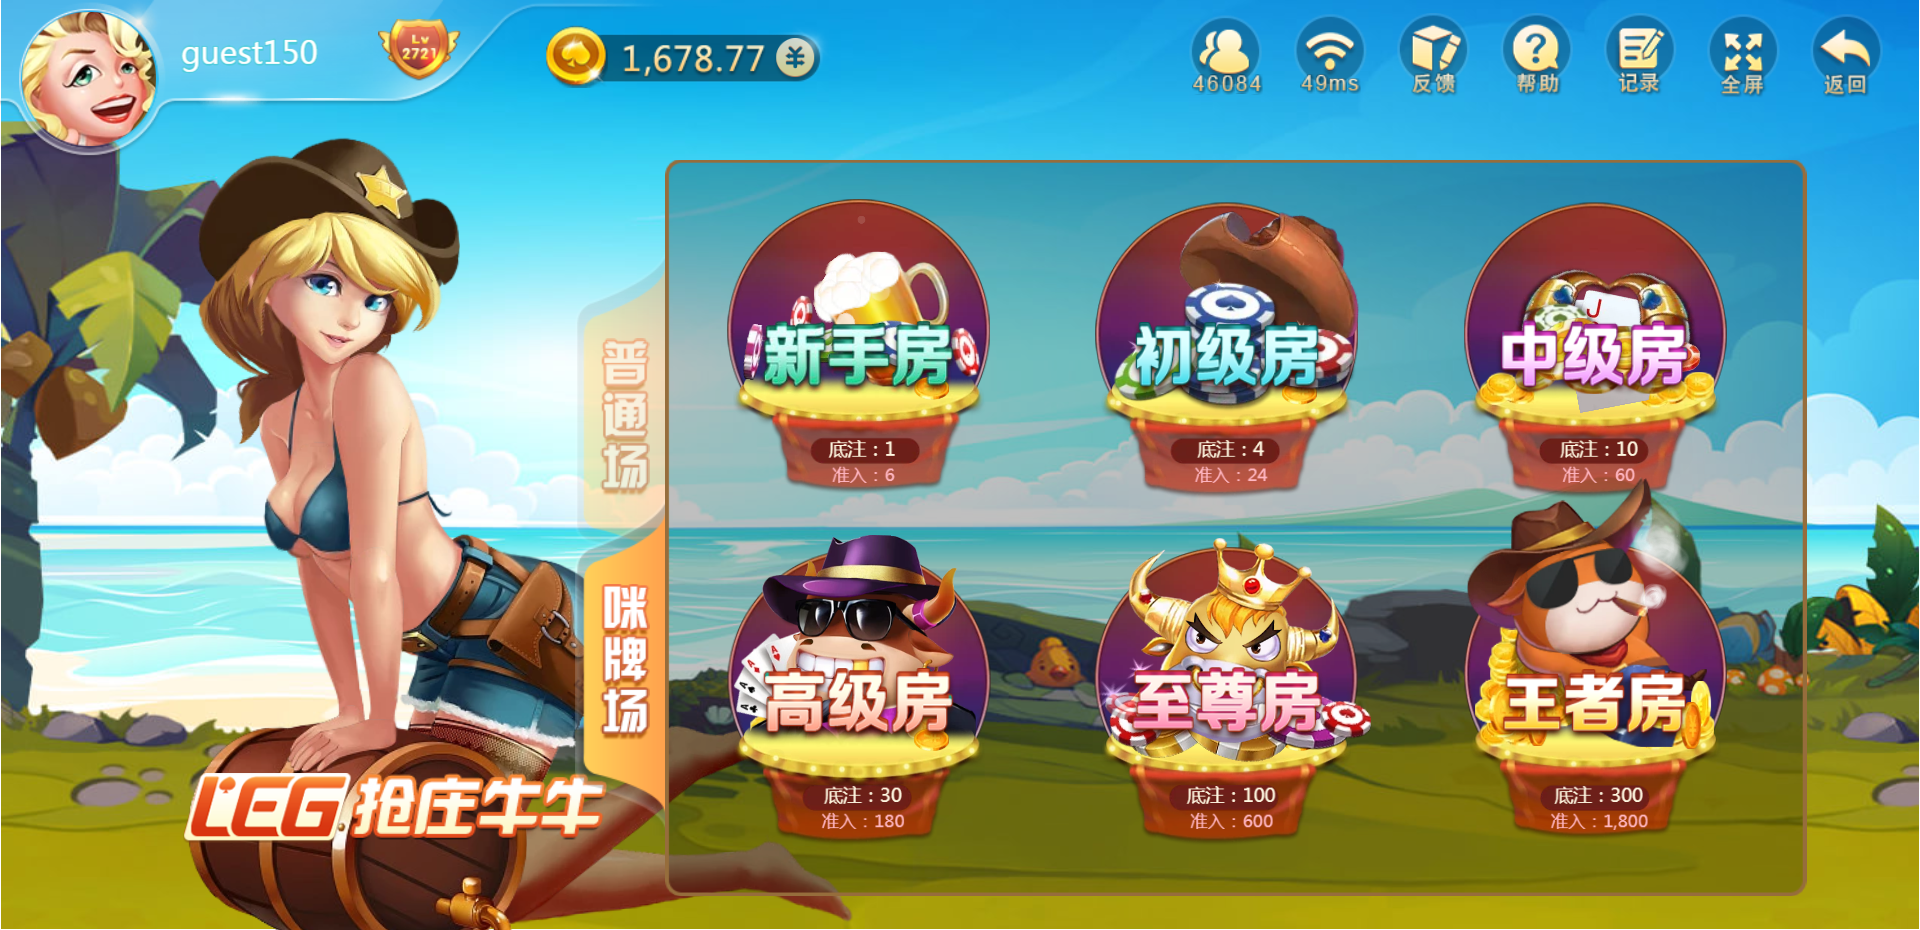 guest150
Lv
2721
1,678.77
¥
46084
49ms
反馈
帮助
记录
全屏
返回
普通场
咪牌场
新手房
底注：1
准入：6
初级房
底注：4
准入：24
J
中级房
底注：10
准入：60
A
A
A
A
高级房
底注：30
准入：180
至尊房
底注：100
准入：600
王者房
底注：300
准入：1,800
LEG.抢庄牛牛